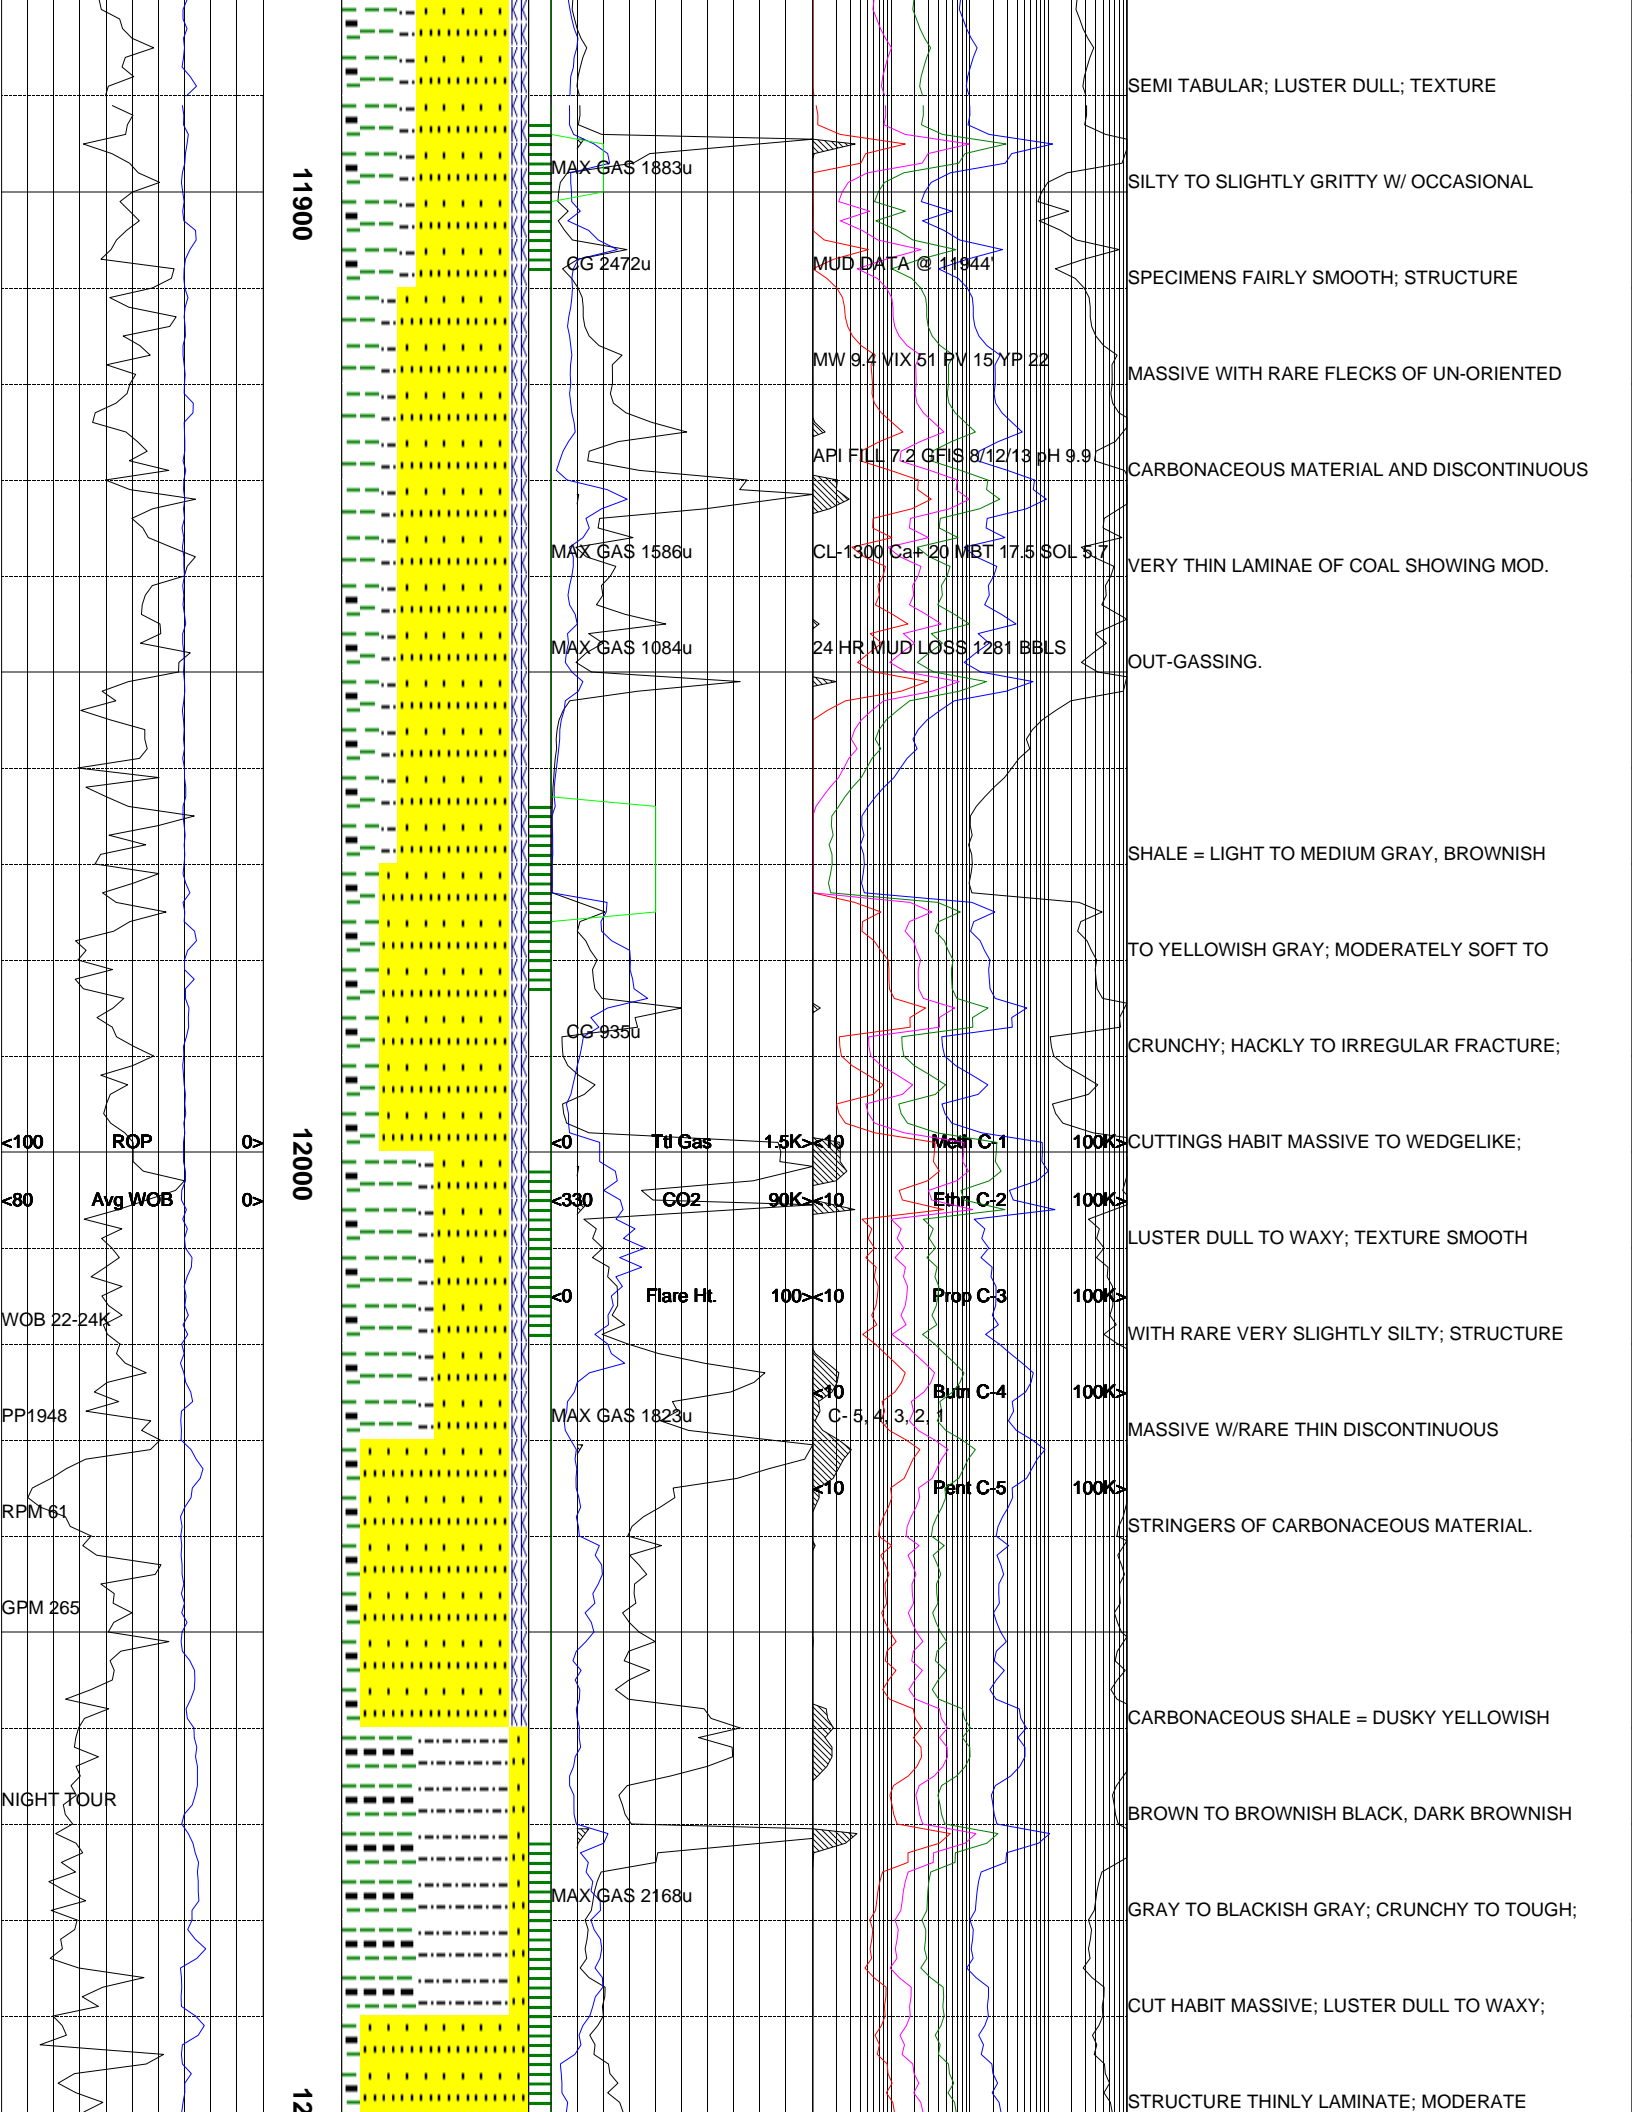 SEMI TABULAR; LUSTER DULL; TEXTURE
MAX GAS 1883u
SILTY TO SLIGHTLY GRITTY W/ OCCASIONAL
11900
CG 2472u
MUD DATA @ 11944'
SPECIMENS FAIRLY SMOOTH; STRUCTURE
MW 9.4 VIX 51 PV 15 YP 22
MASSIVE WITH RARE FLECKS OF UN-ORIENTED
API FILL 7.2 GFIS 8/12/13 pH 9.9
CARBONACEOUS MATERIAL AND DISCONTINUOUS
MAX GAS 1586u
CL-1300 Ca+ 20 MBT 17.5 SOL 5.7
VERY THIN LAMINAE OF COAL SHOWING MOD.
MAX GAS 1084u
24 HR MUD LOSS 1281 BBLS
OUT-GASSING.
SHALE = LIGHT TO MEDIUM GRAY, BROWNISH
TO YELLOWISH GRAY; MODERATELY SOFT TO
CG 935u
CRUNCHY; HACKLY TO IRREGULAR FRACTURE;
<100 ROP 0>
12000
<0 Ttl Gas 1.5K>
<10 Meth C-1 100K>
CUTTINGS HABIT MASSIVE TO WEDGELIKE;
<80 Avg WOB 0>
<330 CO2 90K>
<10 Ethn C-2 100K>
LUSTER DULL TO WAXY; TEXTURE SMOOTH
<0 Flare Ht. 100>
<10 Prop C-3 100K>
WOB 22-24K
WITH RARE VERY SLIGHTLY SILTY; STRUCTURE
<10 Butn C-4 100K>
PP1948
MAX GAS 1823u
C- 5, 4, 3, 2, 1
MASSIVE W/RARE THIN DISCONTINUOUS
<10 Pent C-5 100K>
RPM 61
STRINGERS OF CARBONACEOUS MATERIAL.
GPM 265
CARBONACEOUS SHALE = DUSKY YELLOWISH
NIGHT TOUR
BROWN TO BROWNISH BLACK, DARK BROWNISH
MAX GAS 2168u
GRAY TO BLACKISH GRAY; CRUNCHY TO TOUGH;
CUT HABIT MASSIVE; LUSTER DULL TO WAXY;
12
STRUCTURE THINLY LAMINATE; MODERATE